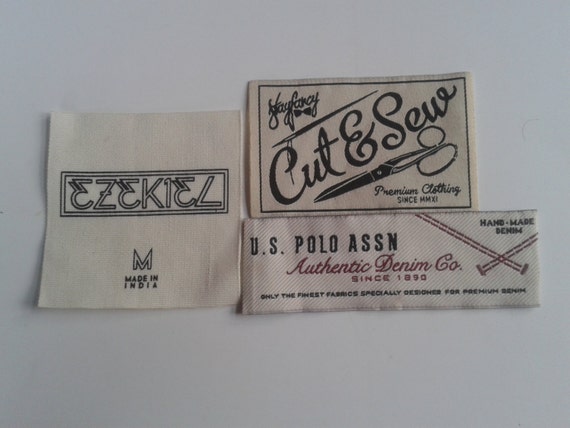 EZEKIEL
M
MADE IN
INDIA
Stayfancy
Cut & Sew
Premium Clothing
SINCE MMXI
U.S. POLO ASSN
HAND-MADE
DENIM
Authentic Denim Co.
SINCE 1890
ONLY THE FINEST FABRICS SPECIALLY DESIGNED FOR PREMIUM DENIM